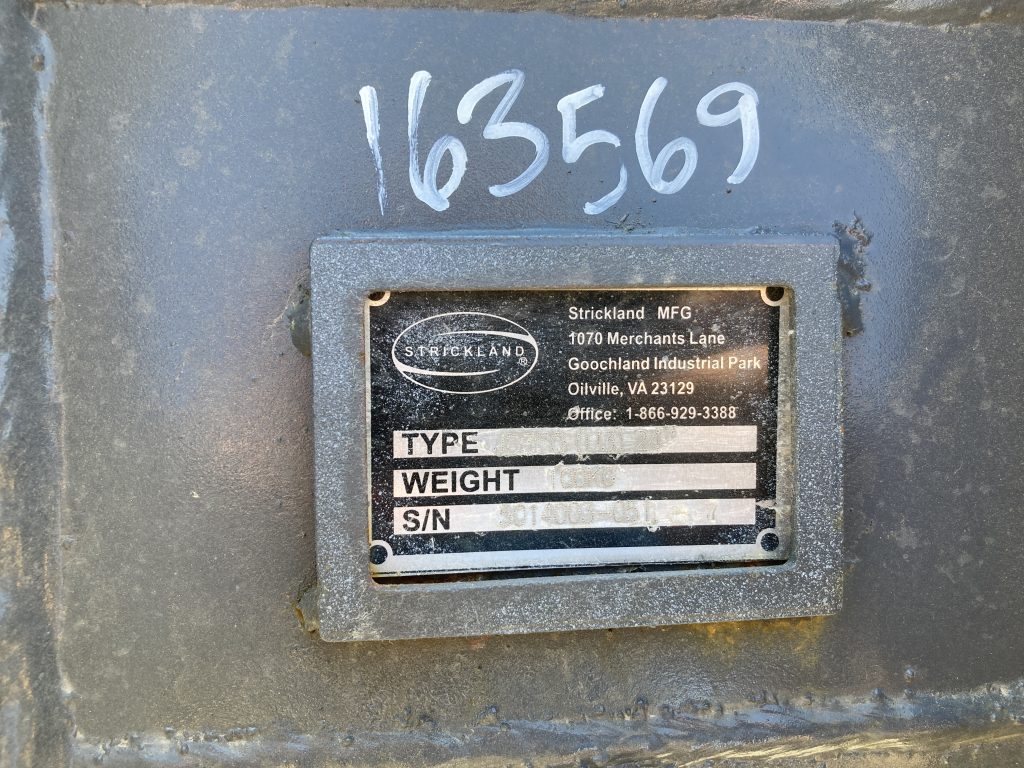 163569
STRICKLAND®
Strickland MFG
1070 Merchants Lane
Goochland Industrial Park
Oilville, VA 23129
Office: 1-866-929-3388
TYPE
WEIGHT
S/N